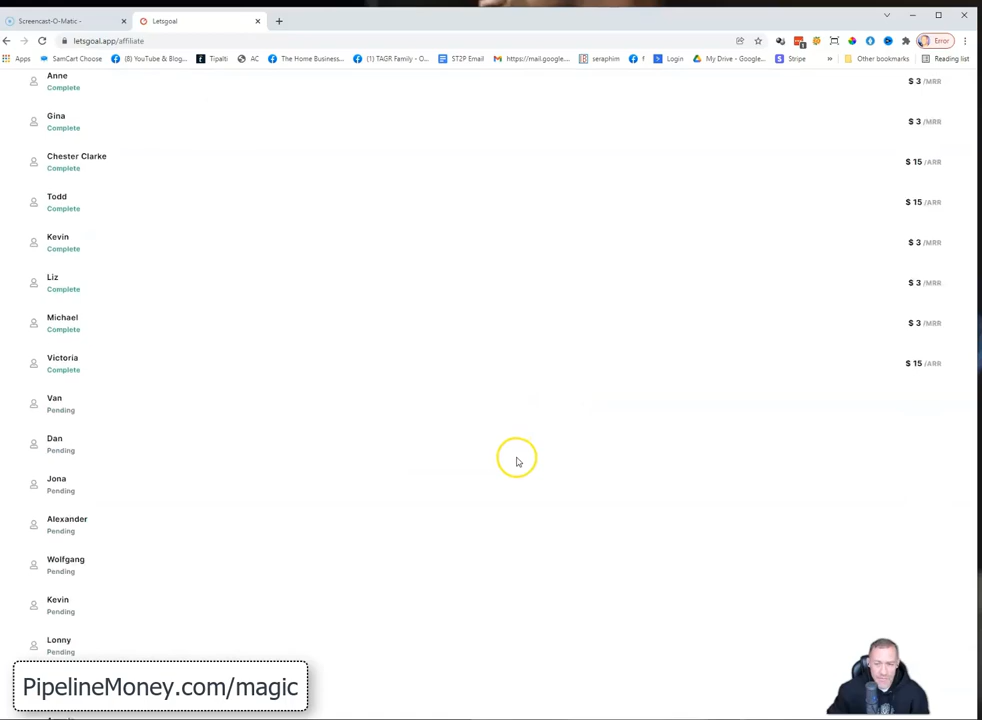 Screencast-O-Matic -
Letsgoal
letsgoal.app/affiliate
Error
Apps
SamCart Choose
(8) YouTube & Blog...
Tipalti
AC
The Home Business...
(1) TAGR Family - O...
ST2P Email
https://mail.google....
seraphim
f
Login
My Drive - Google...
Stripe
»
Other bookmarks
Reading list
Anne
Complete
$ 3 /MRR
Gina
Complete
$ 3 /MRR
Chester Clarke
Complete
$ 15 /ARR
Todd
Complete
$ 15 /ARR
Kevin
Complete
$ 3 /MRR
Liz
Complete
$ 3 /MRR
Michael
Complete
$ 3 /MRR
Victoria
Complete
$ 15 /ARR
Van
Pending
Dan
Pending
Jona
Pending
Alexander
Pending
Wolfgang
Pending
Kevin
Pending
Lonny
Pending
PipelineMoney.com/magic